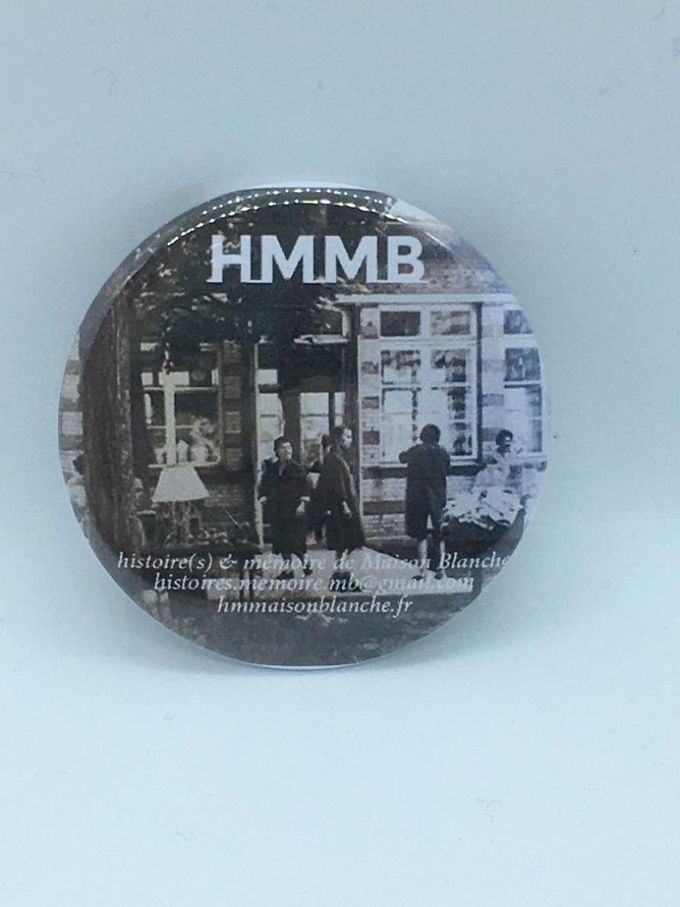 HMMB
histoire(s) & mémoire de Maison Blanche
histoires.memoire.mb@gmail.com
hmmaisonblanche.fr